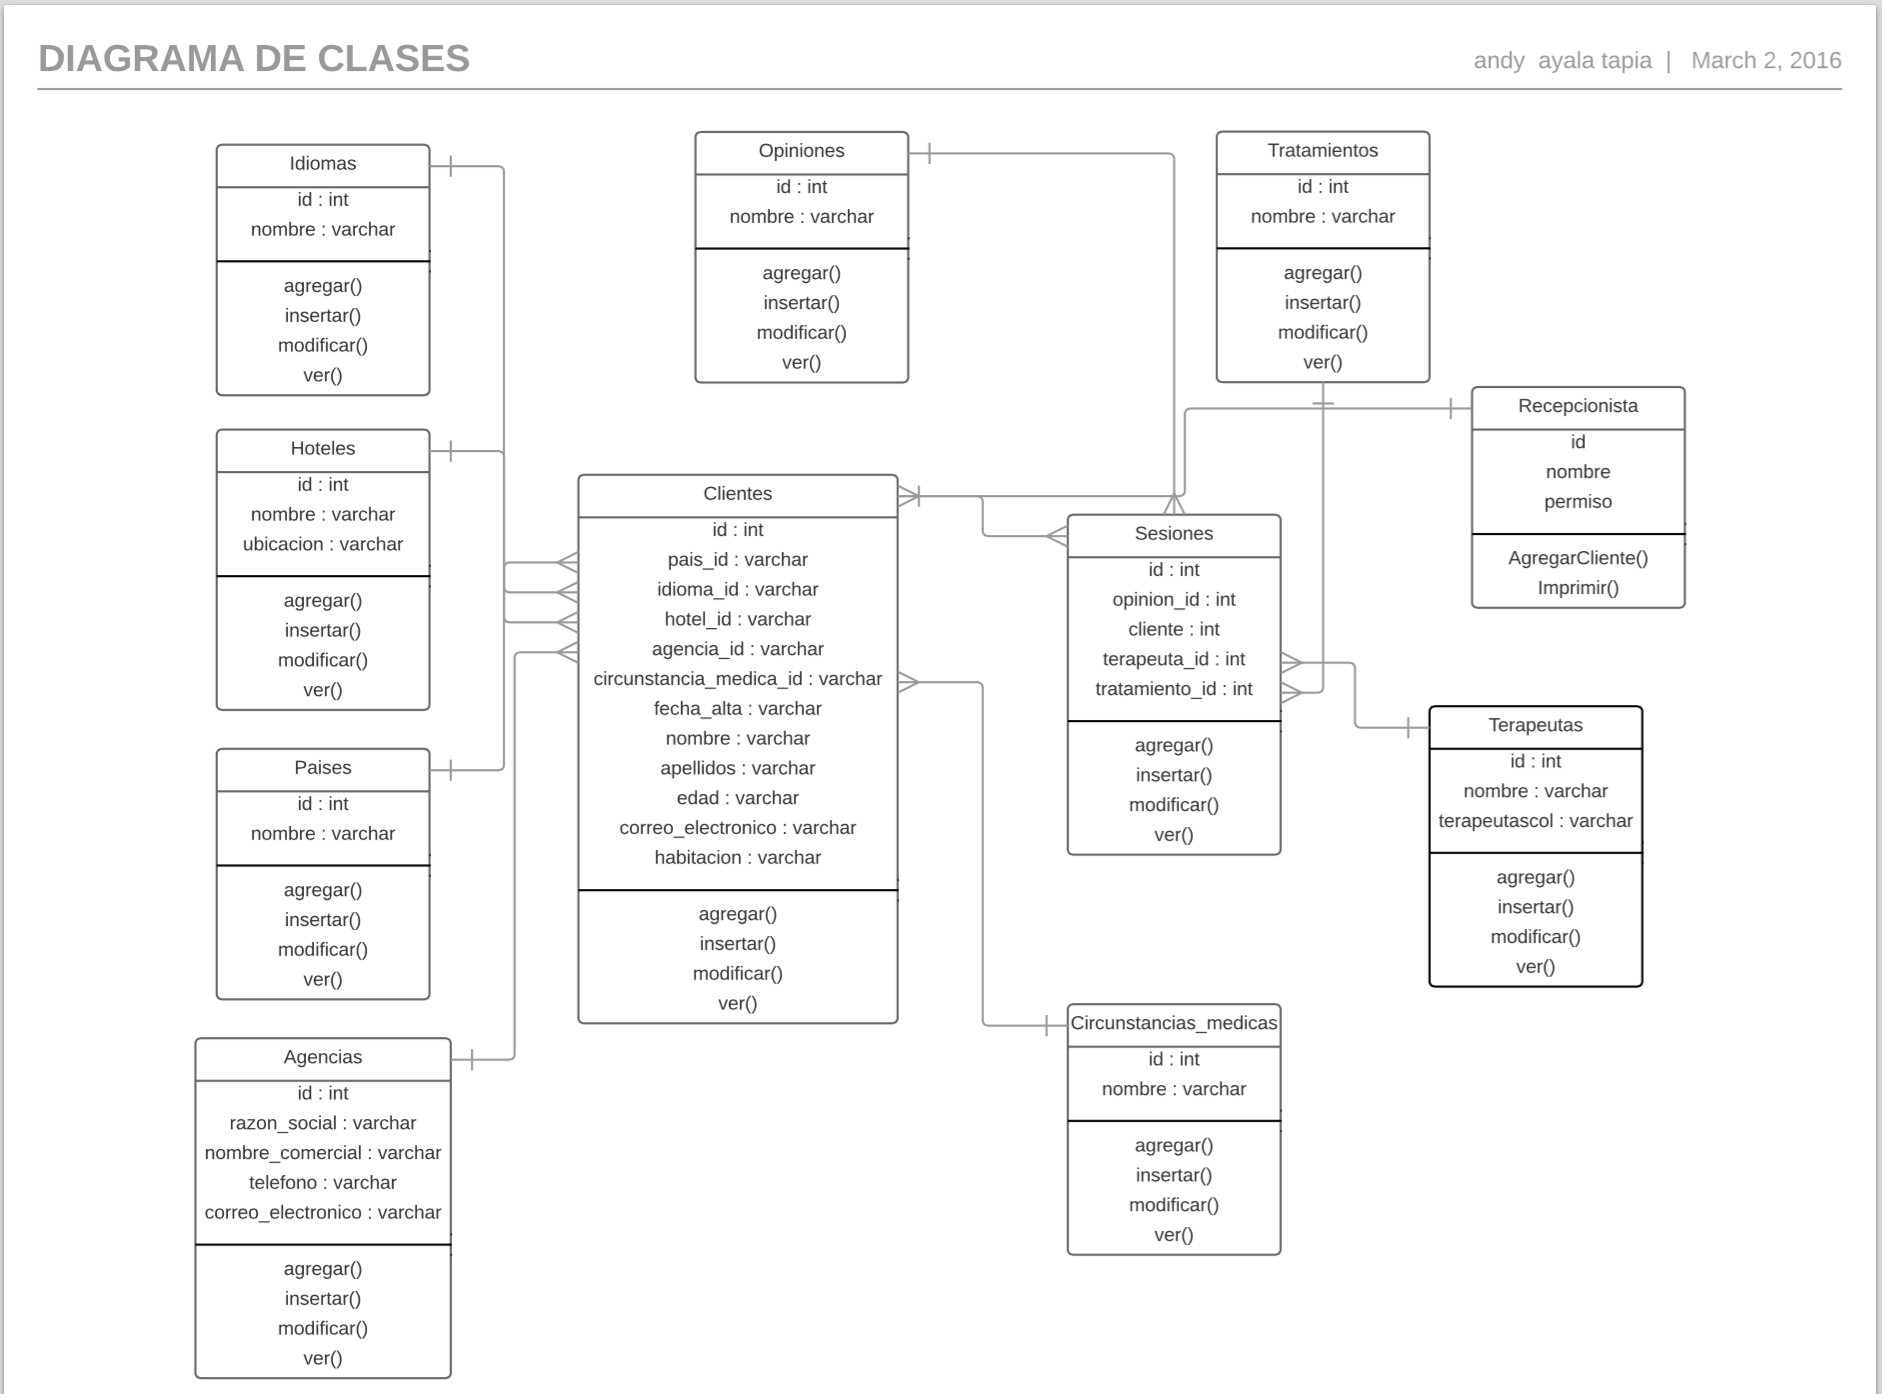 DIAGRAMA DE CLASES
andy ayala tapia | March 2, 2016
Idiomas
id : int
nombre : varchar
agregar()
insertar()
modificar()
ver()
Opiniones
id : int
nombre : varchar
agregar()
insertar()
modificar()
ver()
Tratamientos
id : int
nombre : varchar
agregar()
insertar()
modificar()
ver()
Recepcionista
id
nombre
permiso
AgregarCliente()
Imprimir()
Hoteles
id : int
nombre : varchar
ubicacion : varchar
agregar()
insertar()
modificar()
ver()
Clientes
id : int
pais_id : varchar
idioma_id : varchar
hotel_id : varchar
agencia_id : varchar
circunstancia_medica_id : varchar
fecha_alta : varchar
nombre : varchar
apellidos : varchar
edad : varchar
correo_electronico : varchar
habitacion : varchar
agregar()
insertar()
modificar()
ver()
Sesiones
id : int
opinion_id : int
cliente : int
terapeuta_id : int
tratamiento_id : int
agregar()
insertar()
modificar()
ver()
Terapeutas
id : int
nombre : varchar
terapeutascol : varchar
agregar()
insertar()
modificar()
ver()
Paises
id : int
nombre : varchar
agregar()
insertar()
modificar()
ver()
Circunstancias_medicas
id : int
nombre : varchar
agregar()
insertar()
modificar()
ver()
Agencias
id : int
razon_social : varchar
nombre_comercial : varchar
telefono : varchar
correo_electronico : varchar
agregar()
insertar()
modificar()
ver()